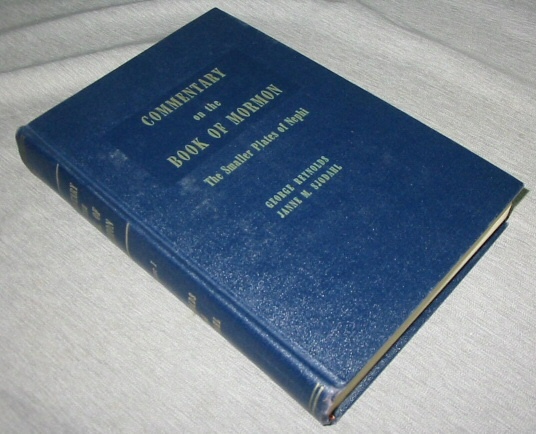 COMMENTARY
on the
BOOK OF MORMON
The Smaller Plates of Nephi
GEORGE REYNOLDS
JANNE M. SJODAHL